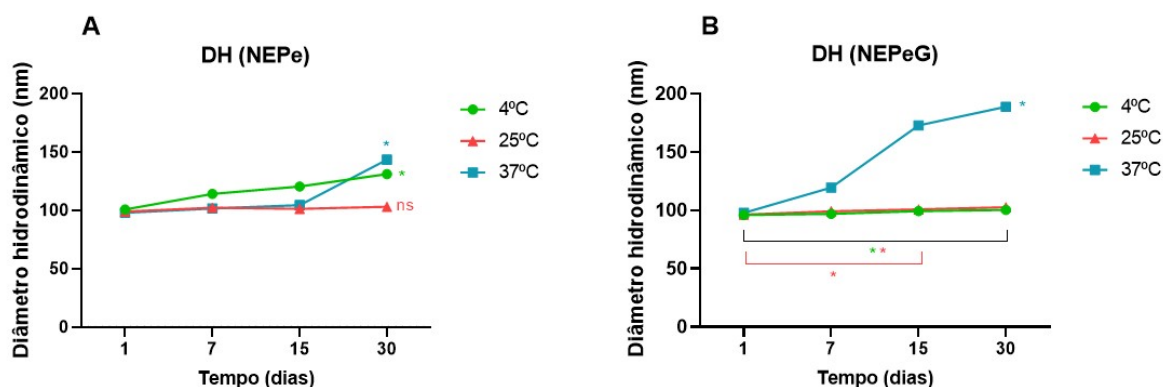 A
DH (NEPe)
Diâmetro hidrodinâmico (nm)
200
150
100
50
0
1 7 15 30
Tempo (dias)
4ºC
25ºC
37ºC
*
*
ns
B
DH (NEPeG)
Diâmetro hidrodinâmico (nm)
200
150
100
50
0
1 7 15 30
Tempo (dias)
4ºC
25ºC
37ºC
*
* *
*